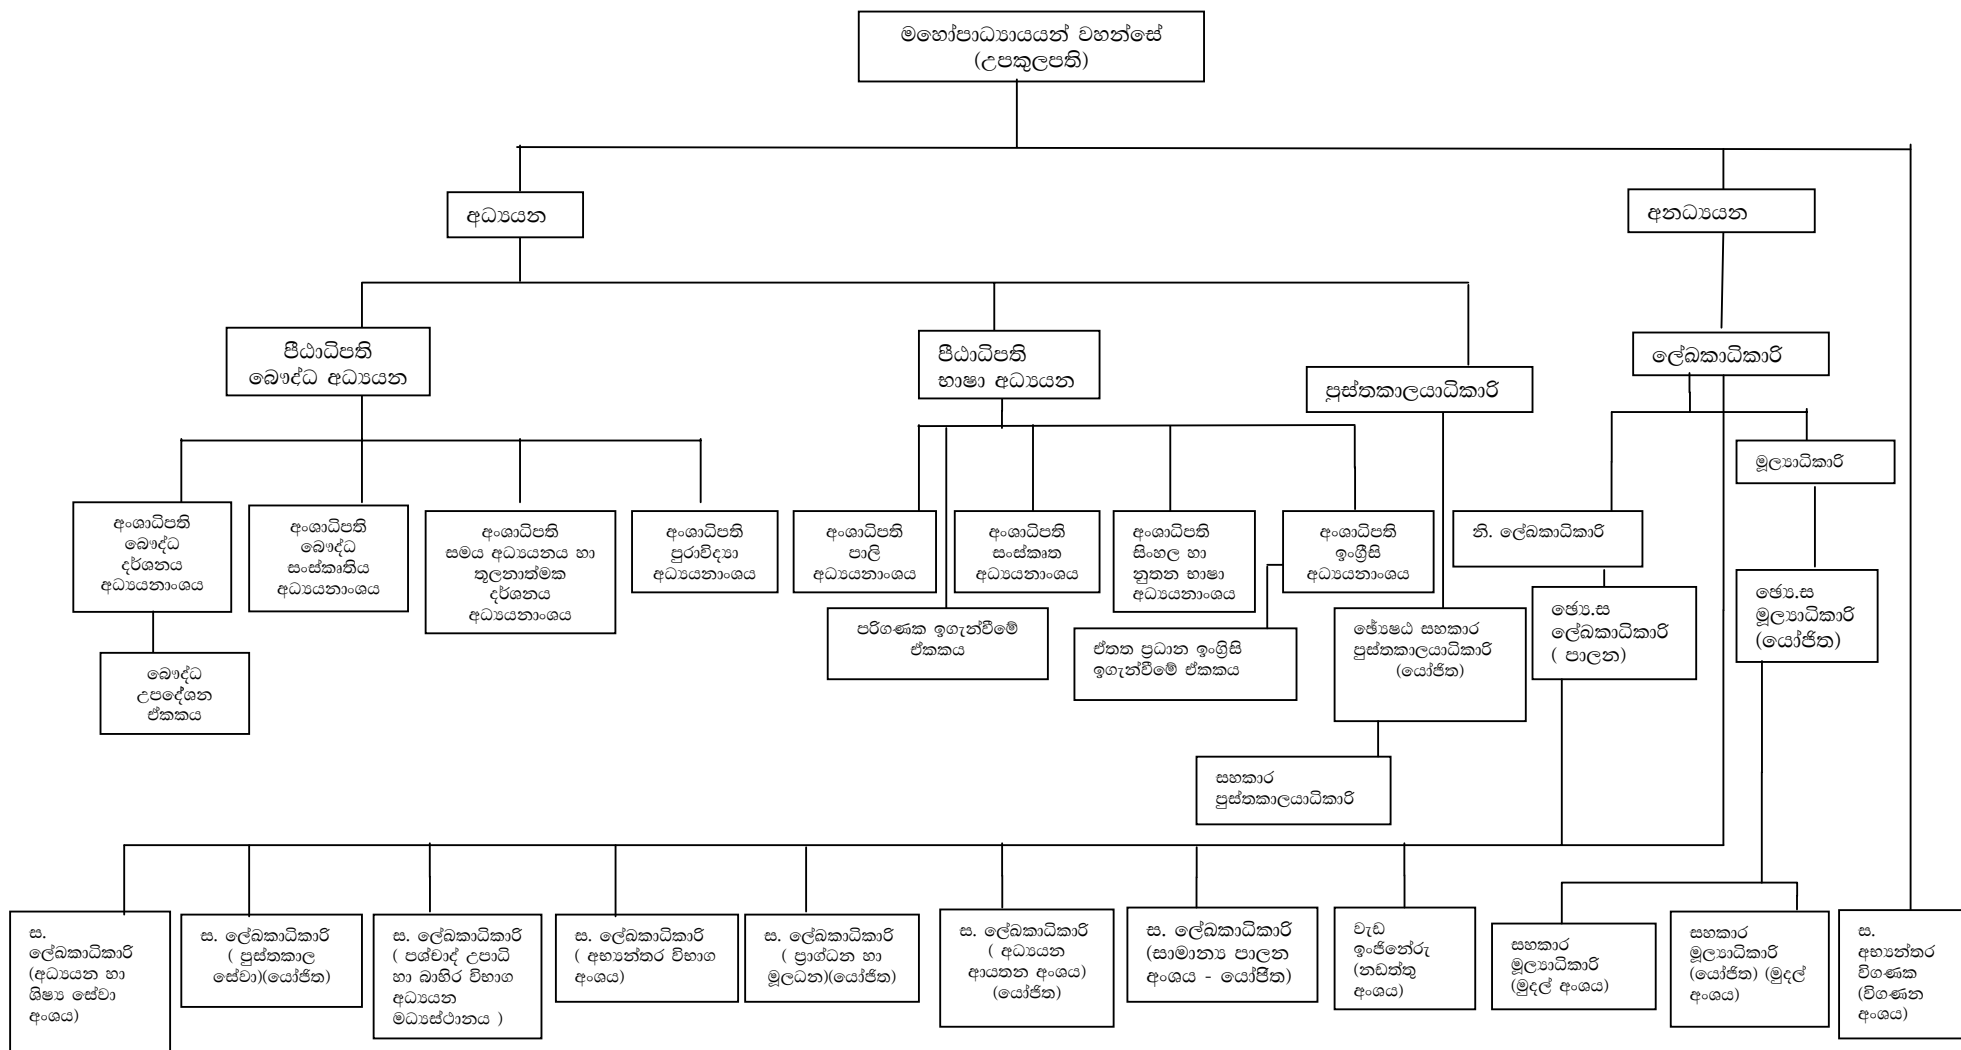 මහෝපාධ්‍යායයන් වහන්සේ
(උපකුලපති)
අධ්‍යයන
අනධ්‍යයන
පීඨාධිපති
බෞද්ධ අධ්‍යයන
පීඨාධිපති
භාෂා අධ්‍යයන
පුස්තකාලයාධිකාරි
ලේඛකාධිකාරි
මූල්‍යාධිකාරි
අංශාධිපති
බෞද්ධ
දර්ශනය
අධ්‍යයනාංශය
අංශාධිපති
බෞද්ධ
සංස්කෘතිය
අධ්‍යයනාංශය
අංශාධිපති
සමය අධ්‍යයනය හා
තුලනාත්මක
දර්ශනය
අධ්‍යයනාංශය
අංශාධිපති
පුරාවිද්‍යා
අධ්‍යයනාංශය
අංශාධිපති
පාලි
අධ්‍යයනාංශය
අංශාධිපති
සංස්කෘත
අධ්‍යයනාංශය
අංශාධිපති
සිංහල හා
නුතන භාෂා
අධ්‍යයනාංශය
අංශාධිපති
ඉංග්‍රීසි
අධ්‍යයනාංශය
නි. ලේඛකාධිකාරි
ජ්‍යෙ.ස
ලේඛකාධිකාරි
( පාලන)
ජ්‍යෙ.ස
මූල්‍යාධිකාරි
(යෝජිත)
බෞද්ධ
උපදේශන
ඒකකය
පරිගණක ඉගැන්වීමේ
ඒකකය
ඒතත ප්‍රධාන ඉංග්‍රිසි
ඉගැන්වීමේ ඒකකය
ජ්‍යේෂඨ සහකාර
පුස්තකාලයාධිකාරි
(යෝජිත)
සහකාර
පුස්තකාලයාධිකාරි
ස.
ලේඛකාධිකාරි
(අධ්‍යයන හා
ශිෂ්‍ය සේවා
අංශය)
ස. ලේඛකාධිකාරි
( පුස්තකාල
සේවා)(යෝජිත)
ස. ලේඛකාධිකාරි
( පශ්චාද් උපාධි
හා බාහිර විභාග
අධ්‍යයන
මධ්‍යස්ථානය )
ස. ලේඛකාධිකාරි
( අභ්‍යන්තර විභාග
අංශය)
ස. ලේඛකාධිකාරි
( ප්‍රාග්ධන හා
මූලධන)(යෝජිත)
ස. ලේඛකාධිකාරි
( අධ්‍යයන
ආයතන අංශය)
(යෝජිත)
ස. ලේඛකාධිකාරි
(සාමාන්‍ය පාලන
අංශය - යෝජිත)
වැඩ
ඉංජිනේරු
(නඩත්තු
අංශය)
සහකාර
මූල්‍යාධිකාරි
(මුදල් අංශය)
සහකාර
මූල්‍යාධිකාරි
(යෝජිත) (මුදල්
අංශය)
ස.
අභ්‍යන්තර
විගණක
(විගණන
අංශය)